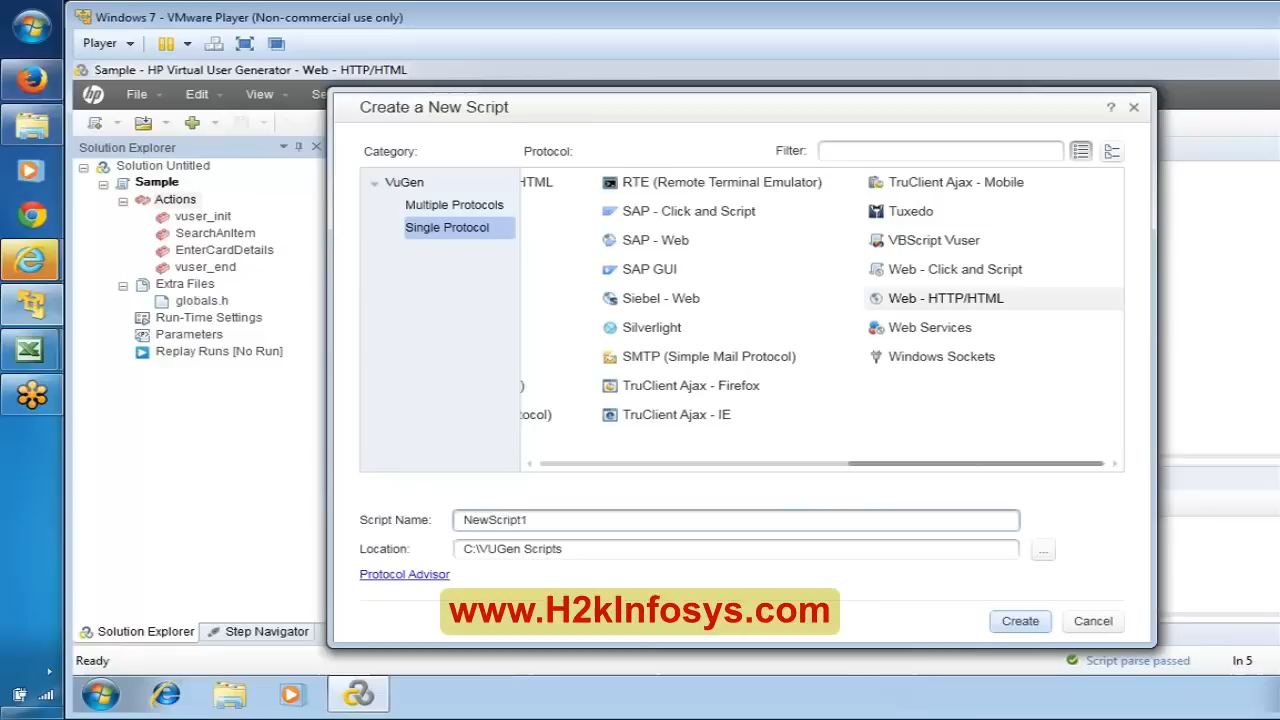 Windows 7 - VMware Player (Non-commercial use only)
Player
Sample - HP Virtual User Generator - Web - HTTP/HTML
hp File Edit View Se
Solution Explorer
Solution Untitled
Sample
Actions
vuser_init
SearchAnItem
EnterCardDetails
vuser_end
Extra Files
globals.h
Run-Time Settings
Parameters
Replay Runs [No Run]
Solution Explorer
Step Navigator
Ready
Create a New Script
?
Category:
Protocol:
Filter:
VuGen
Multiple Protocols
Single Protocol
HTML
)
tocol)
RTE (Remote Terminal Emulator)
SAP - Click and Script
SAP - Web
SAP GUI
Siebel - Web
Silverlight
SMTP (Simple Mail Protocol)
TruClient Ajax - Firefox
TruClient Ajax - IE
TruClient Ajax - Mobile
Tuxedo
VBScript Vuser
Web - Click and Script
Web - HTTP/HTML
Web Services
Windows Sockets
Script Name: NewScript1
Location: C:\VUGen Scripts
...
Protocol Advisor
www.H2kInfosys.com
Create
Cancel
Script parse passed
ln 5